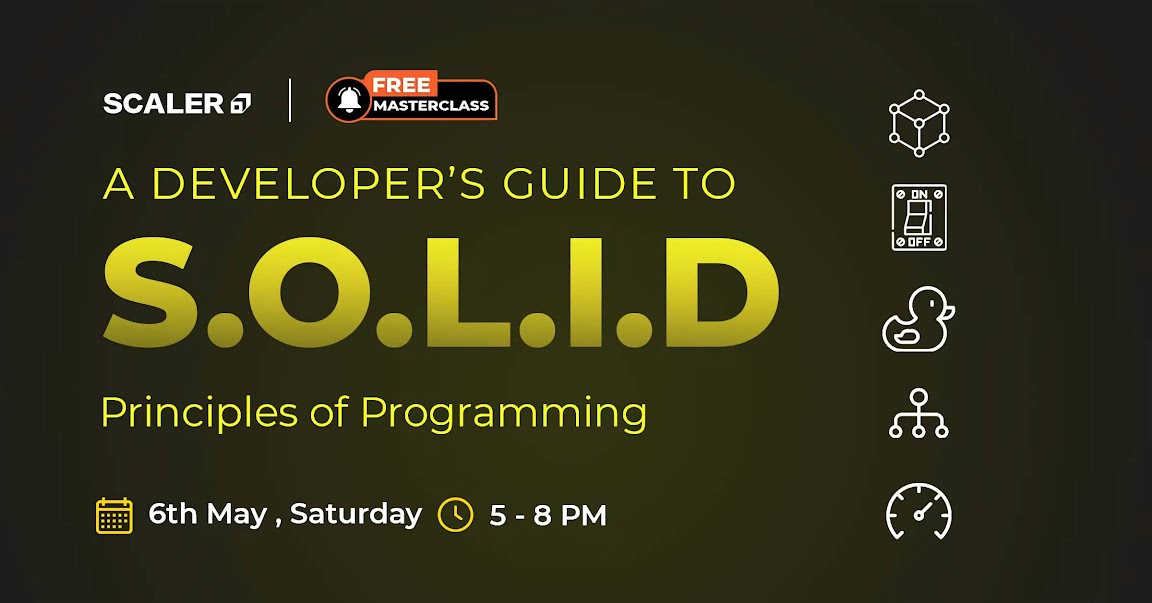 SCALER
FREE
MASTERCLASS
A DEVELOPER’S GUIDE TO
S.O.L.I.D
Principles of Programming
6th May , Saturday 5 - 8 PM
ON
OFF